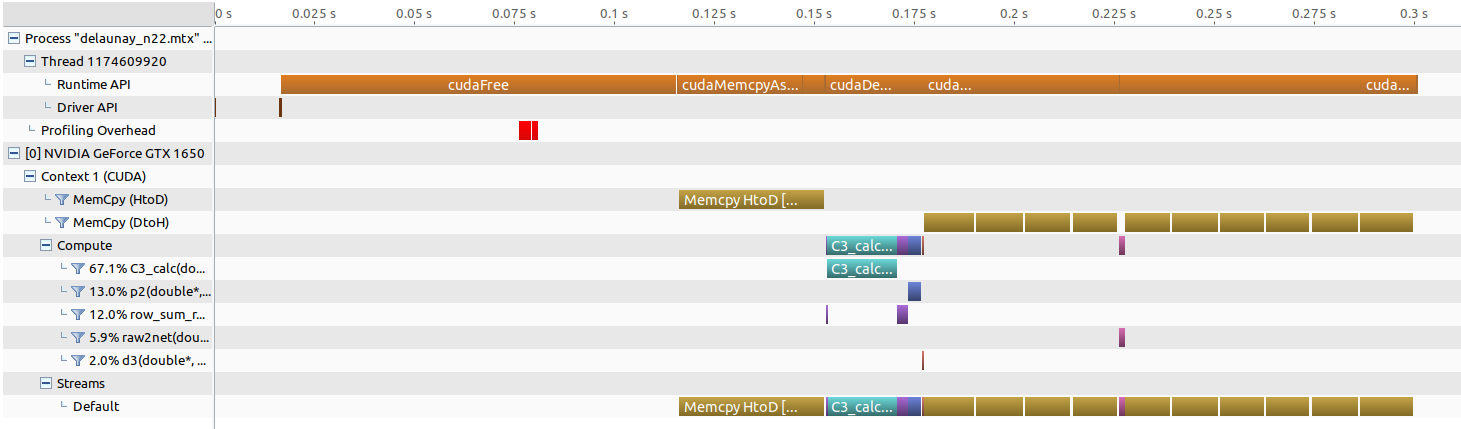 0 s 0.025 s 0.05 s 0.075 s 0.1 s 0.125 s 0.15 s 0.175 s 0.2 s 0.225 s 0.25 s 0.275 s 0.3 s
Process "delaunay_n22.mtx" ...
Thread 1174609920
Runtime API cudaFree cudaMemcpyAs... cudaDe... cuda... cuda...
Driver API
Profiling Overhead
[0] NVIDIA GeForce GTX 1650
Context 1 (CUDA)
MemCpy (HtoD) Memcpy HtoD [...
MemCpy (DtoH)
Compute C3_calc...
67.1% C3_calc(do... C3_calc...
13.0% p2(double*,...
12.0% row_sum_r...
5.9% raw2net(dou...
2.0% d3(double*, ...
Streams
Default Memcpy HtoD [... C3_calc...